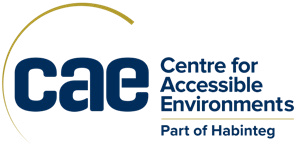 cae
Centre for
Accessible
Environments
Part of Habinteg